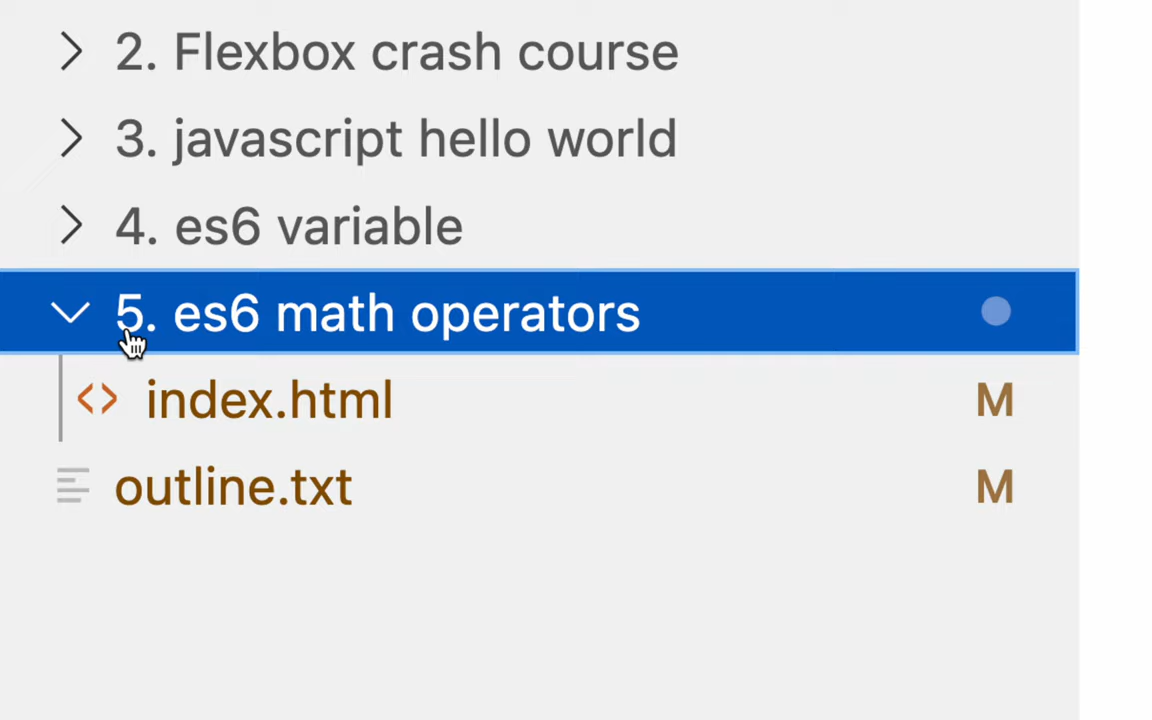 2. Flexbox crash course
3. javascript hello world
4. es6 variable
5. es6 math operators
<> index.html M
outline.txt M